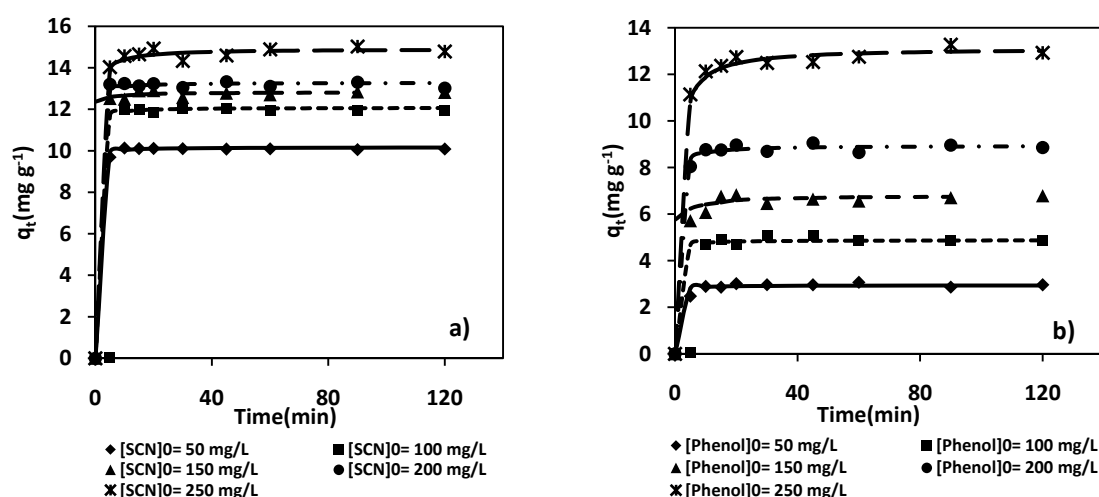 16
14
12
10
8
6
4
2
0
qt(mg g-1)
0 40 80 120
Time(min)
a)
[SCN]0= 50 mg/L [SCN]0= 100 mg/L
[SCN]0= 150 mg/L [SCN]0= 200 mg/L
[SCN]0= 250 mg/L
14
12
10
8
6
4
2
0
qt(mg g-1)
0 40 80 120
Time(min)
b)
[Phenol]0= 50 mg/L [Phenol]0= 100 mg/L
[Phenol]0= 150 mg/L [Phenol]0= 200 mg/L
[Phenol]0= 250 mg/L